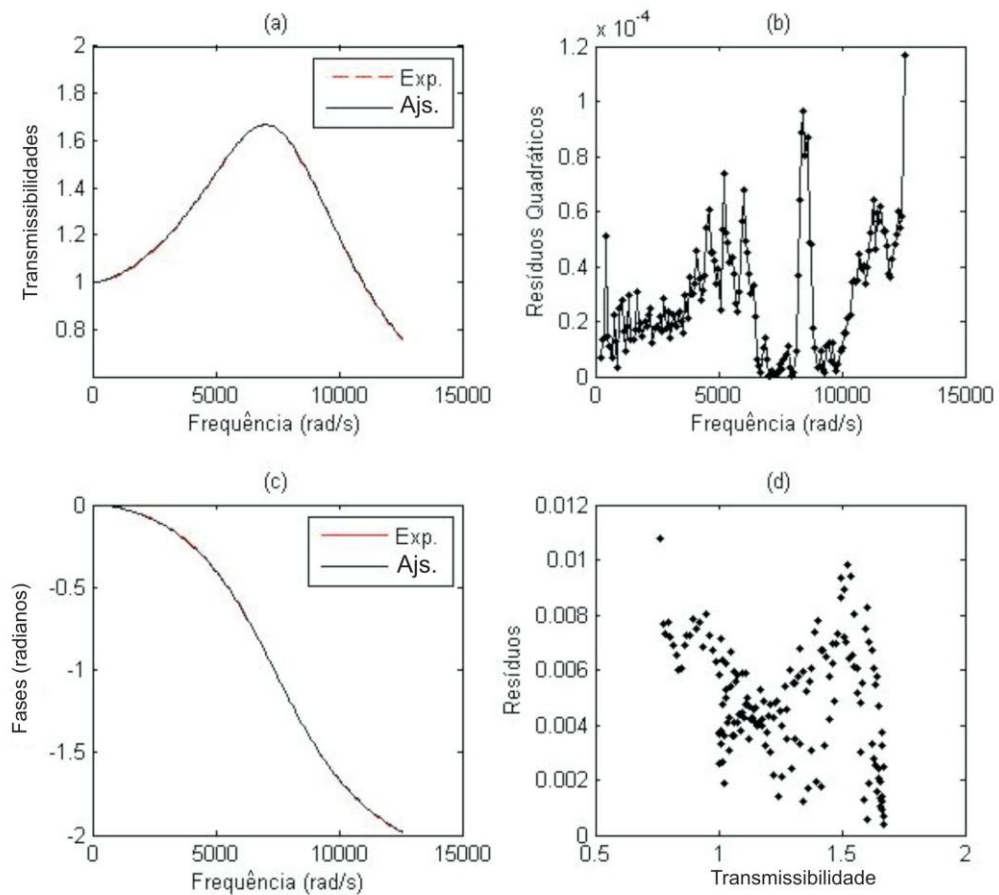 (a)
Transmissibilidades
2
1.8
1.6
1.4
1.2
1
0.8
Exp.
Ajs.
0 5000 10000 15000
Frequência (rad/s)
(b)
x 10-4
Resíduos Quadráticos
1.2
1
0.8
0.6
0.4
0.2
0
0 5000 10000 15000
Frequência (rad/s)
(c)
Fases (radianos)
0
-0.5
-1
-1.5
-2
Exp.
Ajs.
0 5000 10000 15000
Frequência (rad/s)
(d)
Resíduos
0.012
0.01
0.008
0.006
0.004
0.002
0
0.5 1 1.5 2
Transmissibilidade